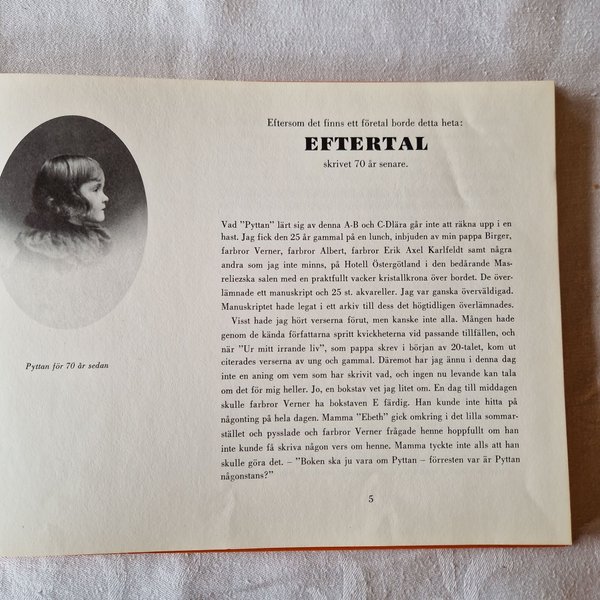 Pyttan för 70 år sedan
Eftersom det finns ett företal borde detta heta:
EFTERTAL
skrivet 70 år senare.
Vad "Pyttan" lärt sig av denna A-B och C-Dlära går inte att räkna upp i en
hast. Jag fick den 25 år gammal på en lunch, inbjuden av min pappa Birger,
farbror Verner, farbror Albert, farbror Erik Axel Karlfeldt samt några
andra som jag inte minns, på Hotell Östergötland i den bedårande Mas-
reliezska salen med en praktfullt vacker kristallkrona över bordet. De över-
lämnade ett manuskript och 25 st. akvareller. Jag var ganska överväldigad.
Manuskriptet hade legat i ett arkiv till dess det högtidligen överlämnades.
Visst hade jag hört verserna förut, men kanske inte alla. Mången hade
genom de kända författarna spritt kvickheterna vid passande tillfällen, och
när "Ur mitt irrande liv", som pappa skrev i början av 20-talet, kom ut
citerades verserna av ung och gammal. Däremot har jag ännu i denna dag
inte en aning om vem som har skrivit vad, och ingen nu levande kan tala
om det för mig heller. Jo, en bokstav vet jag litet om. En dag till middagen
skulle farbror Verner ha bokstaven E färdig. Han kunde inte hitta på
någonting på hela dagen. Mamma "Ebeth" gick omkring i det lilla sommar-
stället och pysslade och farbror Verner frågade henne hoppfullt om han
inte kunde få skriva någon vers om henne. Mamma tyckte inte alls att han
skulle göra det. – "Boken ska ju vara om Pyttan – förresten var är Pyttan
någonstans?"
5